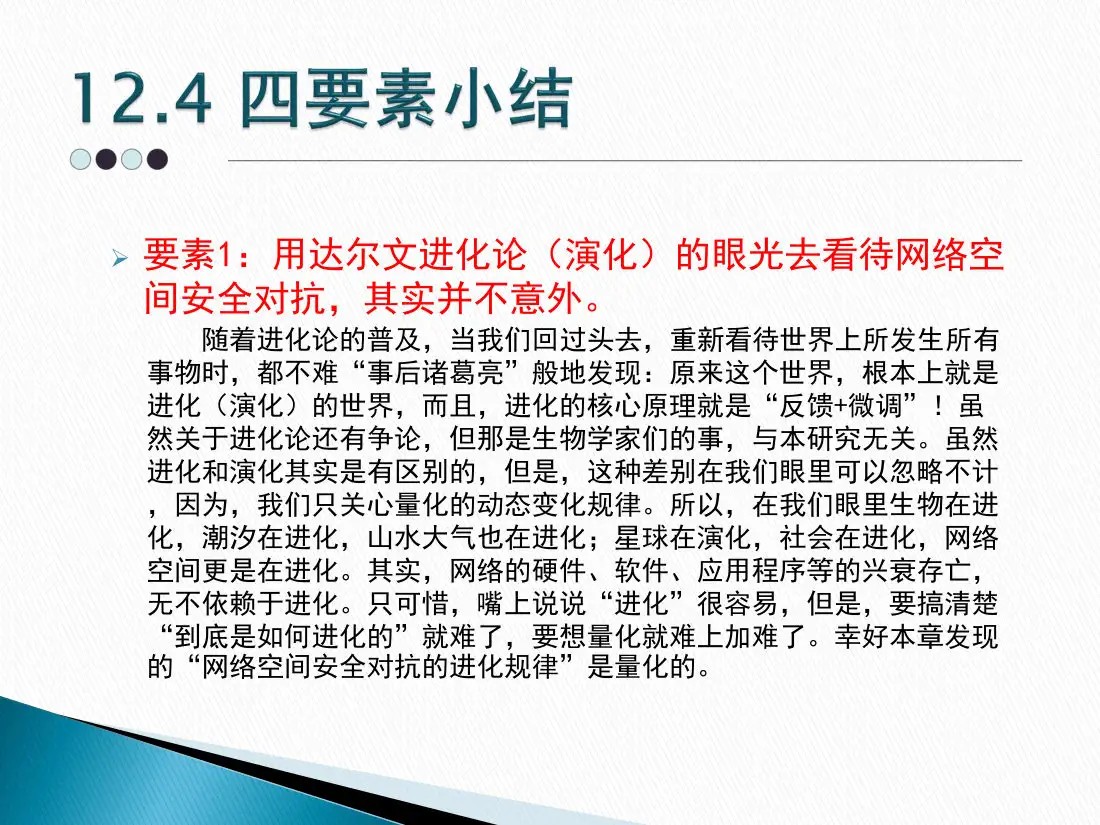 12.4 四要素小结
要素1：用达尔文进化论（演化）的眼光去看待网络空
间安全对抗，其实并不意外。
随着进化论的普及，当我们回过头去，重新看待世界上所发生所有
事物时，都不难“事后诸葛亮”般地发现：原来这个世界，根本上就是
进化（演化）的世界，而且，进化的核心原理就是“反馈+微调”！虽
然关于进化论还有争论，但那是生物学家们的事，与本研究无关。虽然
进化和演化其实是有区别的，但是，这种差别在我们眼里可以忽略不计
，因为，我们只关心量化的动态变化规律。所以，在我们眼里生物在进
化，潮汐在进化，山水大气也在进化；星球在演化，社会在进化，网络
空间更是在进化。其实，网络的硬件、软件、应用程序等的兴衰存亡，
无不依赖于进化。只可惜，嘴上说说“进化”很容易，但是，要搞清楚
“到底是如何进化的”就难了，要想量化就难上加难了。幸好本章发现
的“网络空间安全对抗的进化规律”是量化的。